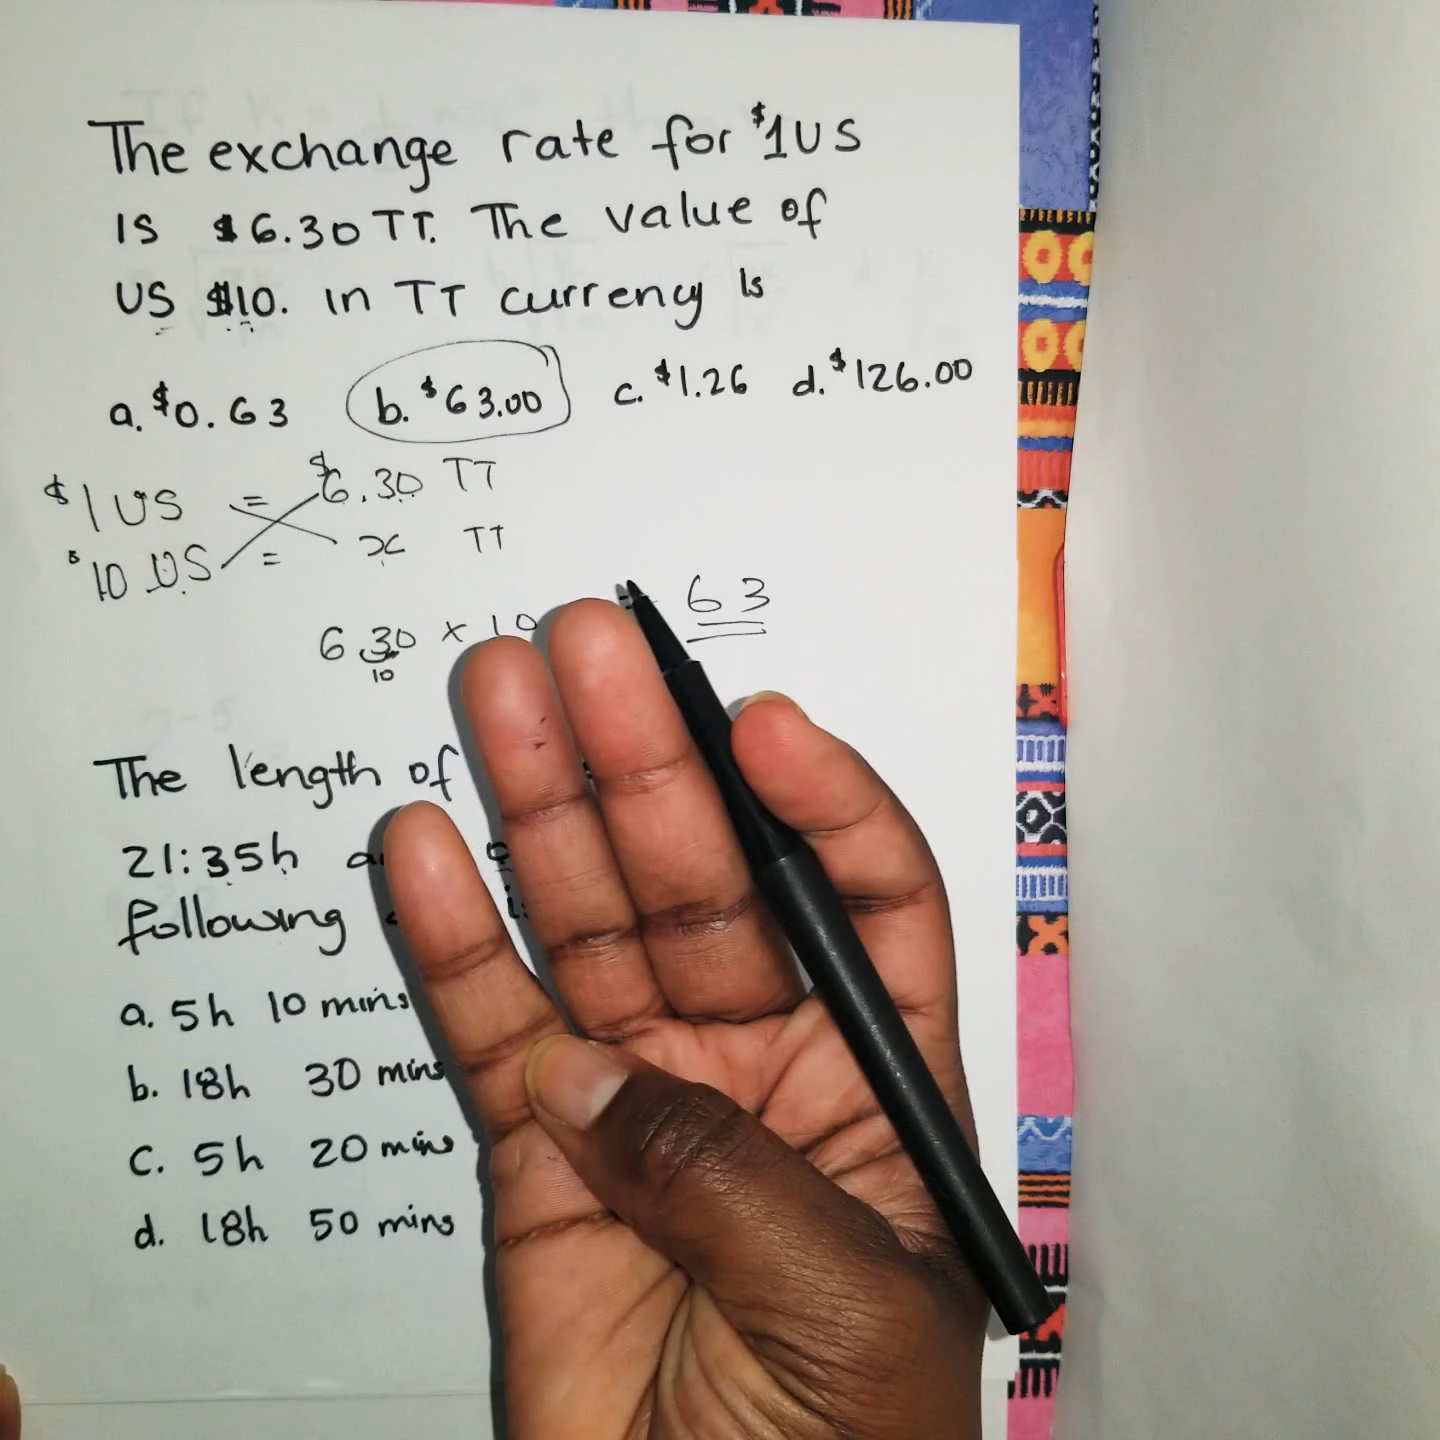 The exchange rate for $1US
IS $6.30 TT. The value of
US $10. in TT currency is
a. $0.63 b. $63.00 c. $1.26 d. $126.00
$1US = $6.30 TT
$10 US = x TT
6.30 x 10 = 63
10
The length of
21:35h
following
a. 5h 10 mins
b. 18h 30 mins
c. 5h 20 mins
d. 18h 50 mins